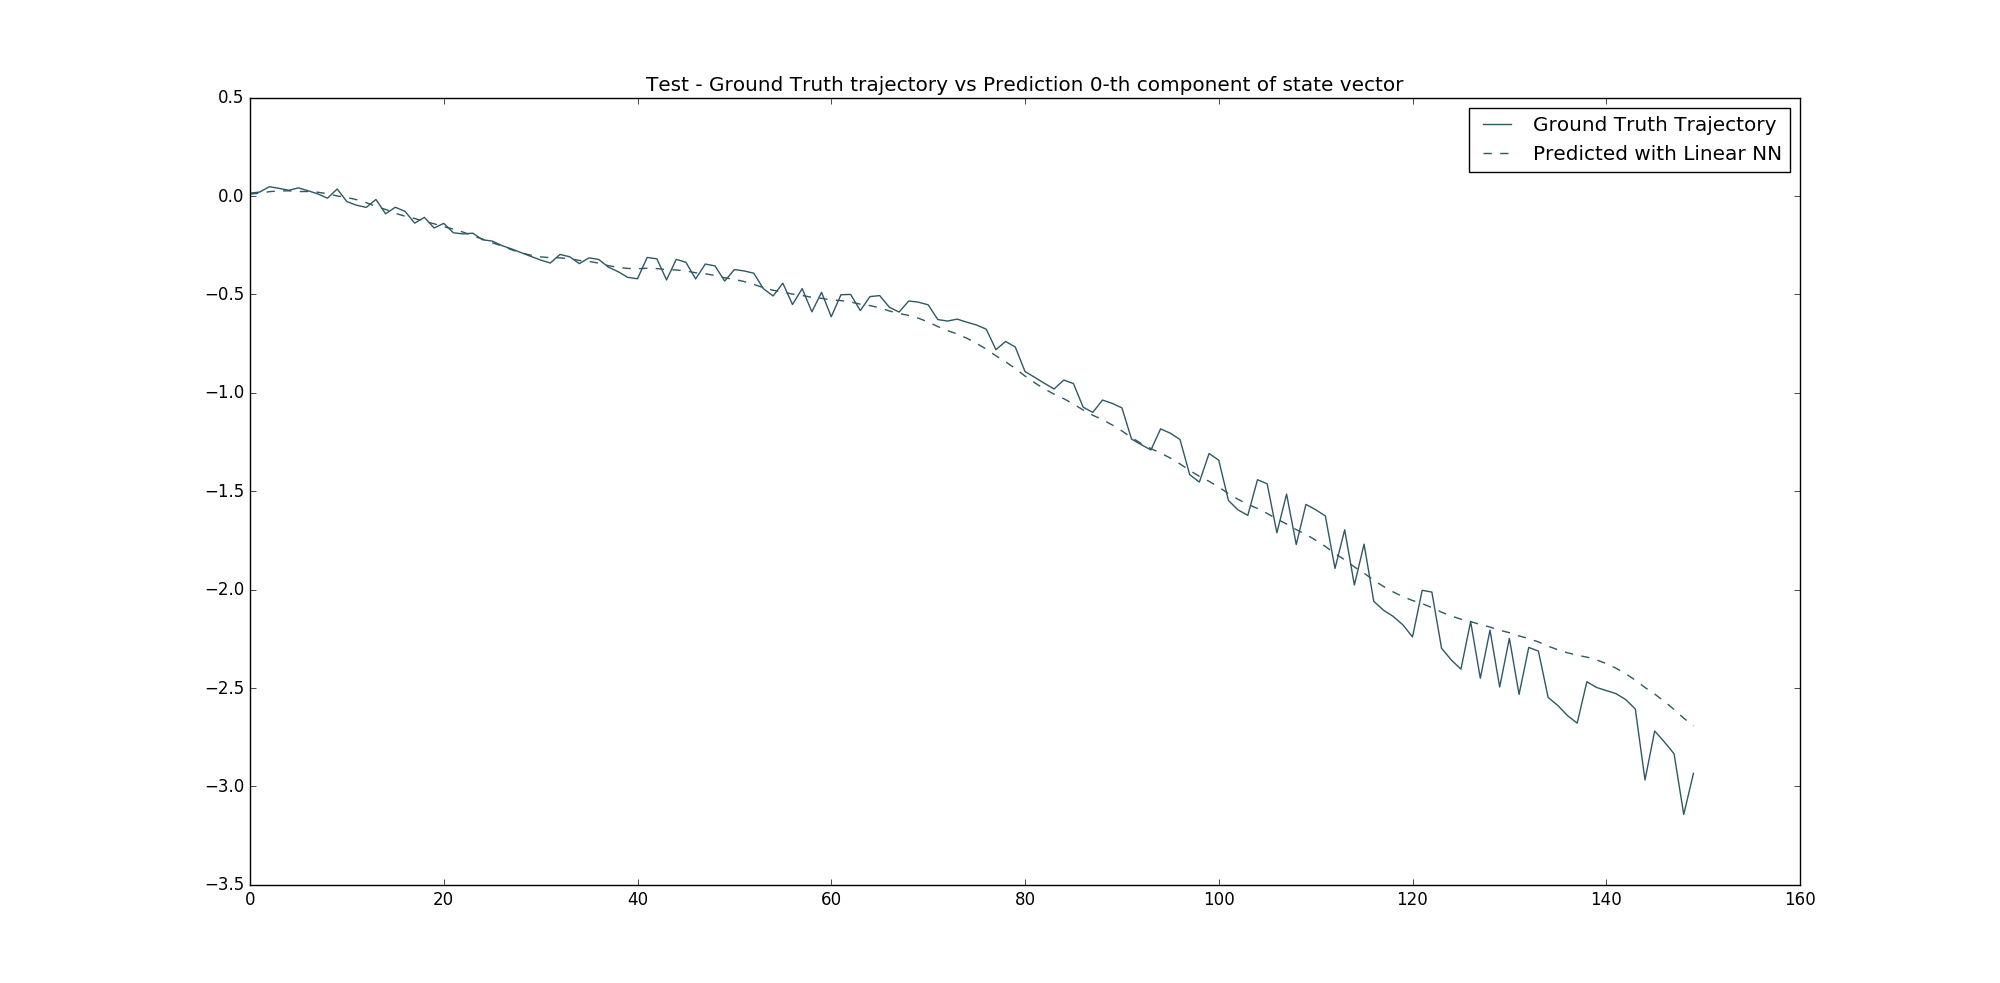 Test - Ground Truth trajectory vs Prediction 0-th component of state vector
0.5
0.0
−0.5
−1.0
−1.5
−2.0
−2.5
−3.0
−3.5
Ground Truth Trajectory
Predicted with Linear NN
0 20 40 60 80 100 120 140 160